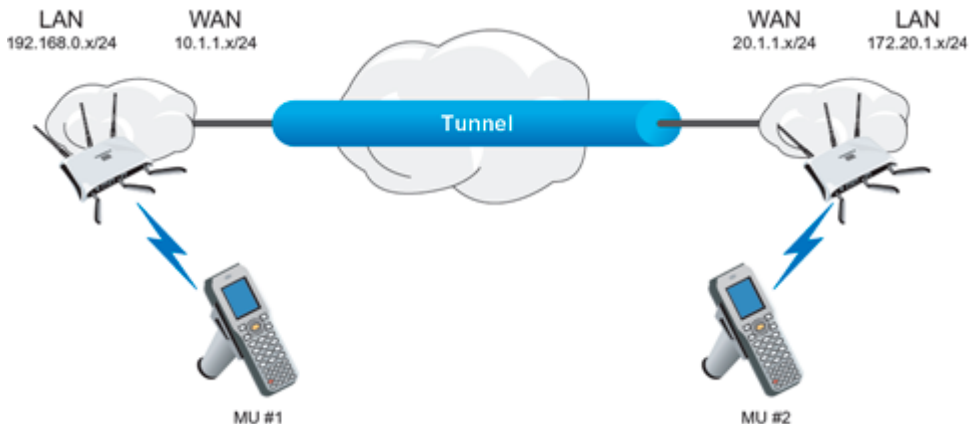 LAN
192.168.0.x/24
WAN
10.1.1.x/24
WAN
20.1.1.x/24
LAN
172.20.1.x/24
Tunnel
MU #1
MU #2